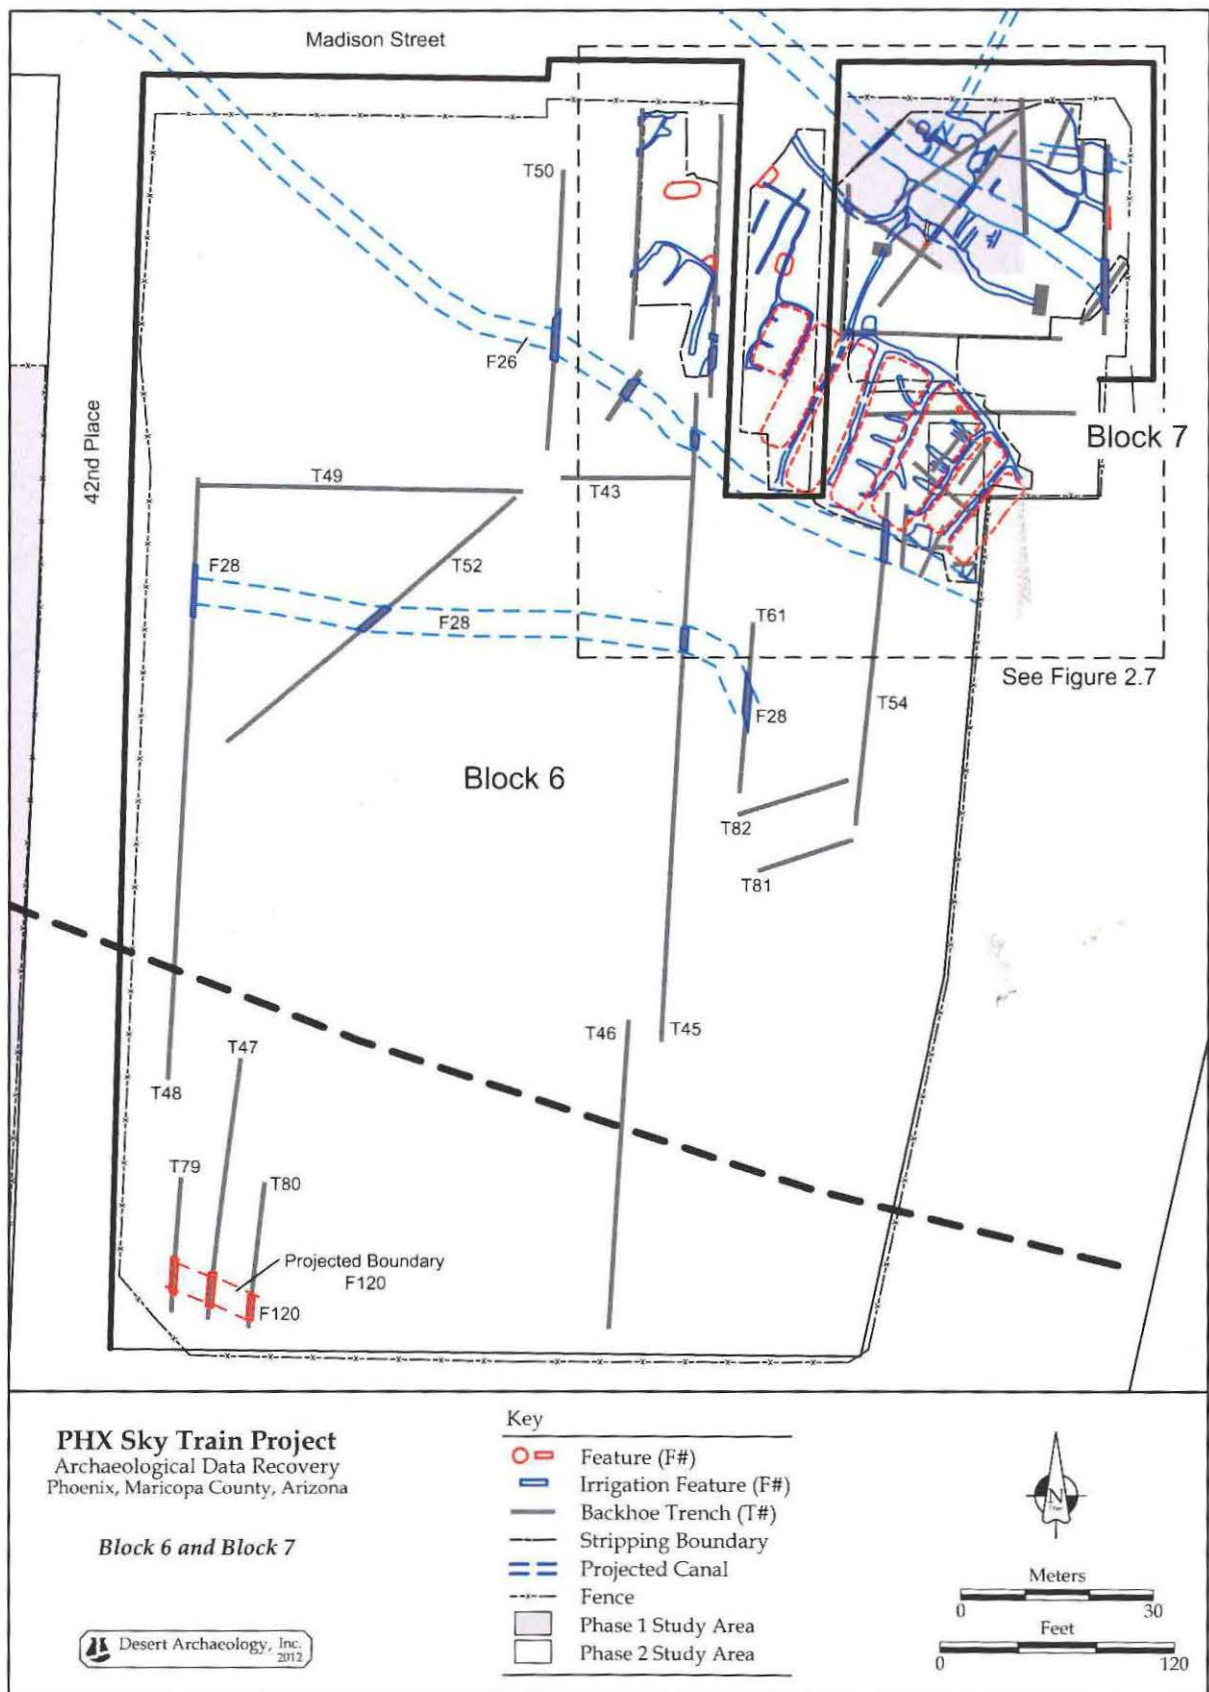 Madison Street
T50
F26
42nd Place
T49
T43
Block 7
F28
T52
F28
T61
See Figure 2.7
T54
F28
Block 6
T82
T81
T46
T45
T47
T48
T79
T80
Projected Boundary
F120
F120
PHX Sky Train Project
Archaeological Data Recovery
Phoenix, Maricopa County, Arizona
Block 6 and Block 7
Desert Archaeology, Inc.
2012
Key
Feature (F#)
Irrigation Feature (F#)
Backhoe Trench (T#)
Stripping Boundary
Projected Canal
Fence
Phase 1 Study Area
Phase 2 Study Area
N
Meters
0 30
Feet
0 120